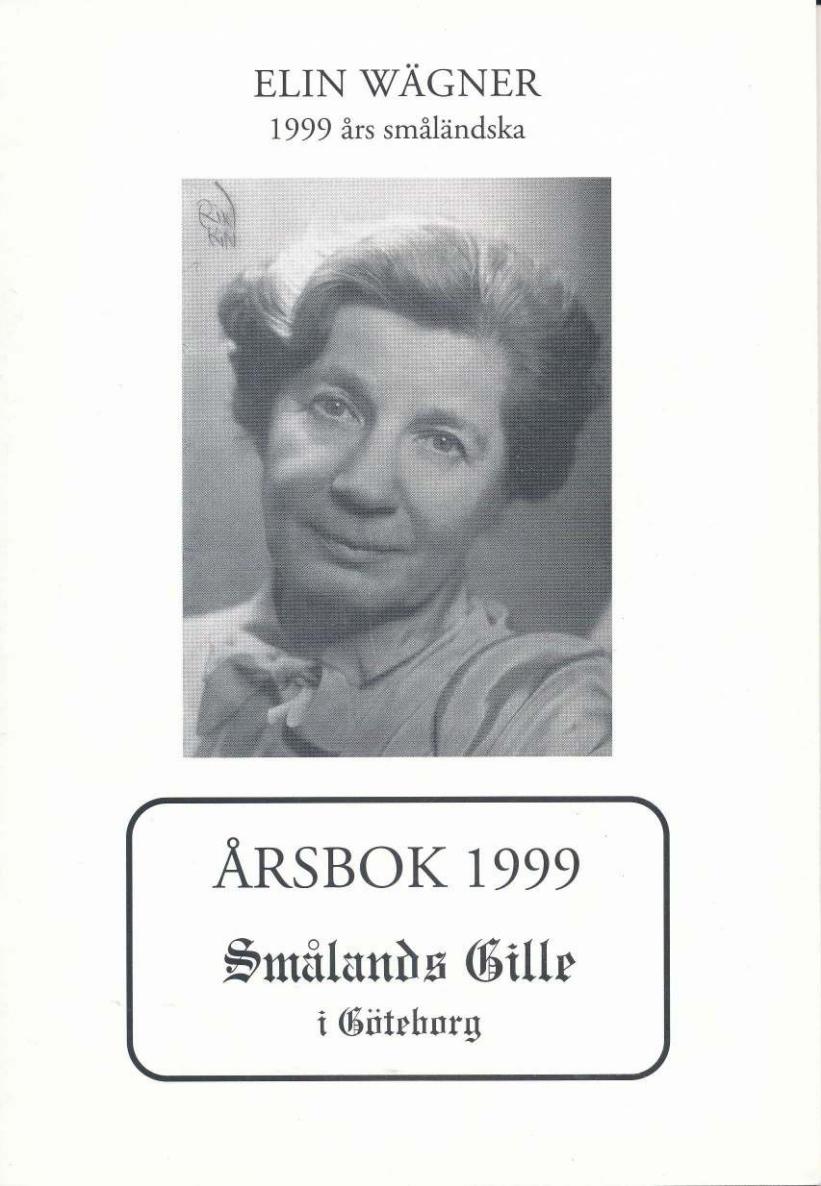 ELIN WÄGNER
1999 års småländska
ÅRSBOK 1999
Smålands Gille
i Göteborg